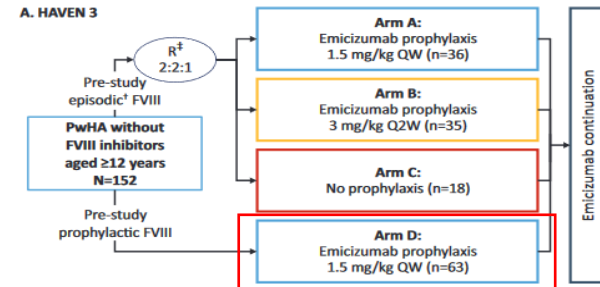 A. HAVEN 3
R‡
2:2:1
Pre-study
episodic† FVIII
PwHA without
FVIII inhibitors
aged ≥12 years
N=152
Pre-study
prophylactic FVIII
Arm A:
Emicizumab prophylaxis
1.5 mg/kg QW (n=36)
Arm B:
Emicizumab prophylaxis
3 mg/kg Q2W (n=35)
Arm C:
No prophylaxis (n=18)
Arm D:
Emicizumab prophylaxis
1.5 mg/kg QW (n=63)
Emicizumab continuation